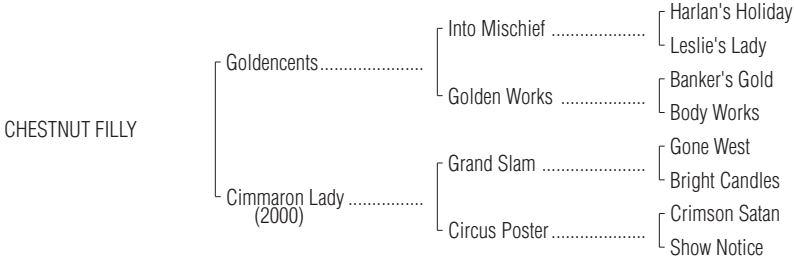 Harlan's Holiday
Into Mischief ....................
Leslie's Lady
Goldencents......................
Banker's Gold
Golden Works ..................
Body Works
CHESTNUT FILLY
Gone West
Grand Slam ......................
Bright Candles
Cimmaron Lady ................
(2000)
Crimson Satan
Circus Poster....................
Show Notice